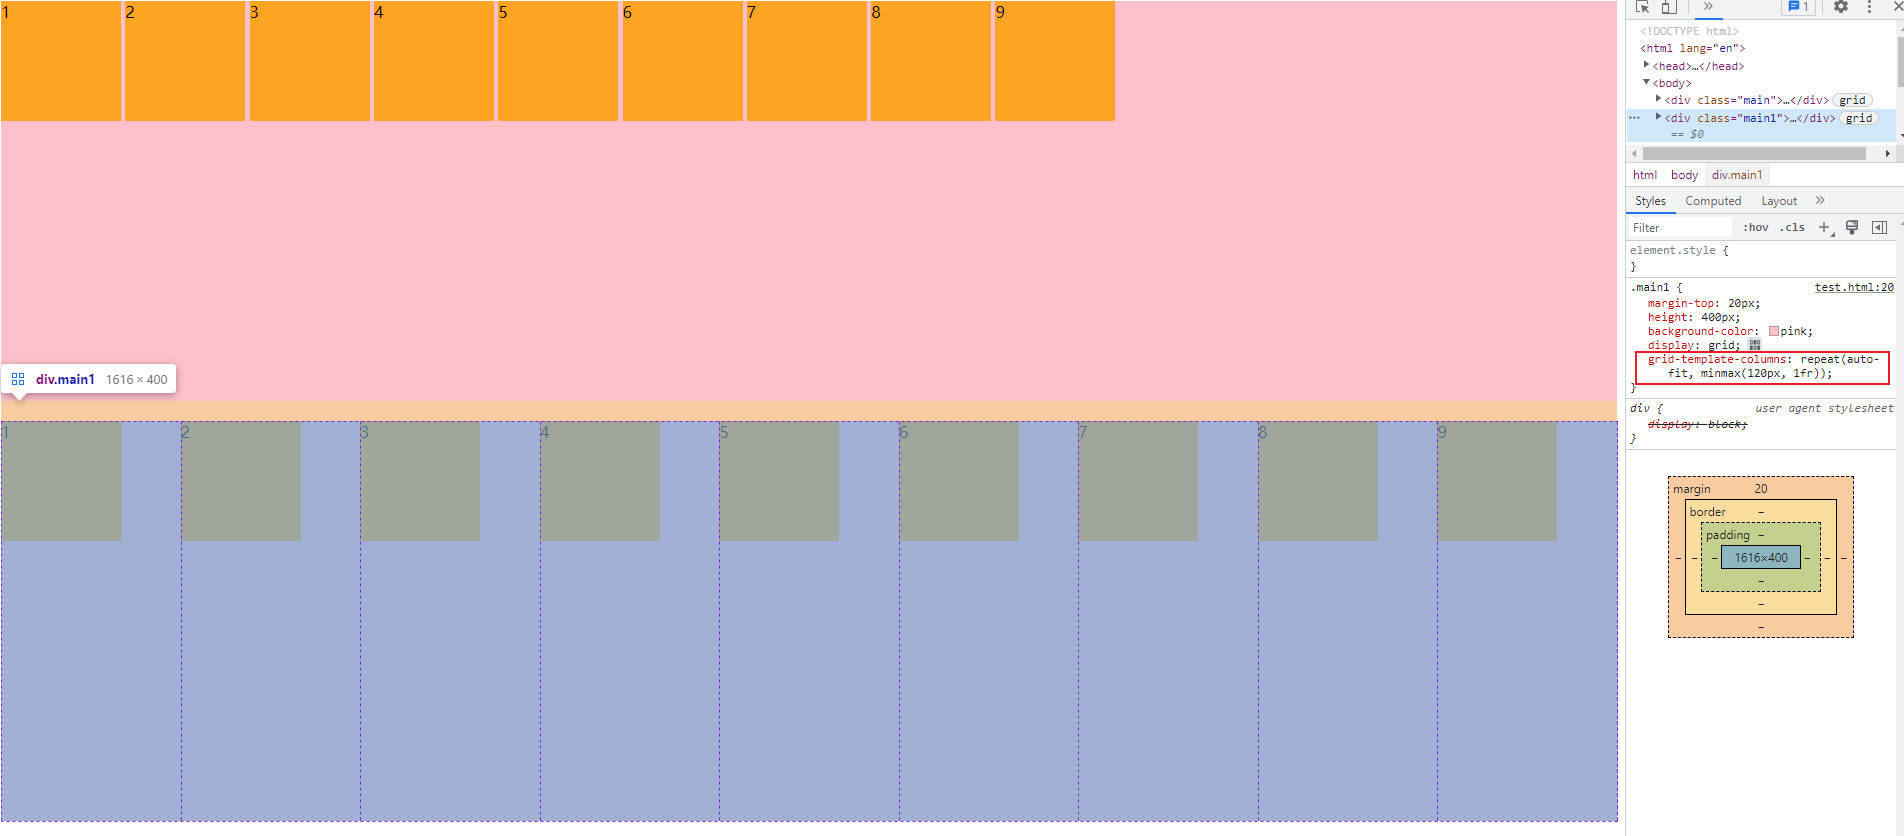 1 2 3 4 5 6 7 8 9
div.main1 1616 × 400
1 2 3 4 5 6 7 8 9
1
<!DOCTYPE html>
<html lang="en">
<head>…</head>
<body>
<div class="main">…</div> grid
<div class="main1">…</div> grid
== $0
html body div.main1
Styles Computed Layout »
Filter :hov .cls +
element.style {
}
.main1 { test.html:20
margin-top: 20px;
height: 400px;
background-color: pink;
display: grid;
grid-template-columns: repeat(auto-
fit, minmax(120px, 1fr));
}
div { user agent stylesheet
display: block;
}
margin 20
border –
padding –
– – – 1616×400 – – –
–
–
–